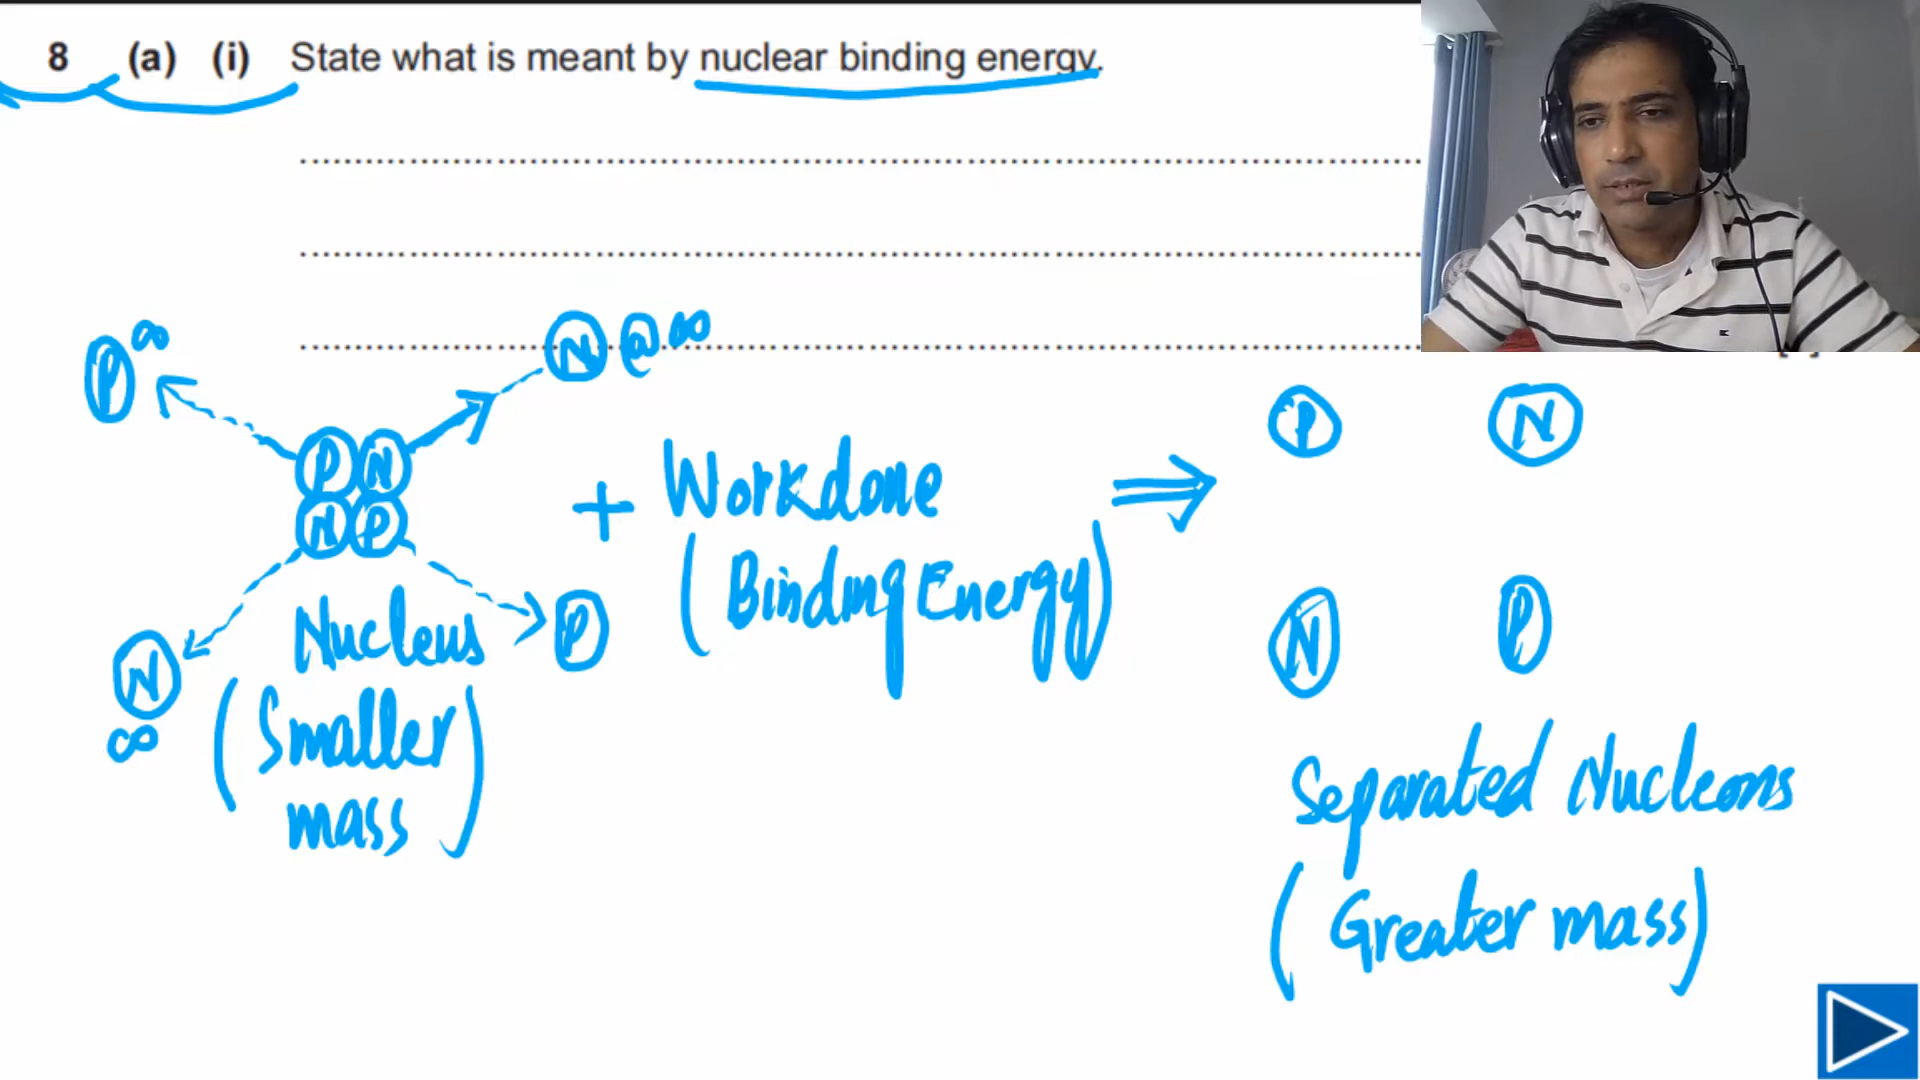 8 (a) (i) State what is meant by nuclear binding energy.
P ∞
N @ ∞
P N
N P
+ Workdone
(Binding Energy)
⇒
P N
N P
N
∞
P
Nucleus
(Smaller
mass)
Separated Nucleons
(Greater mass)